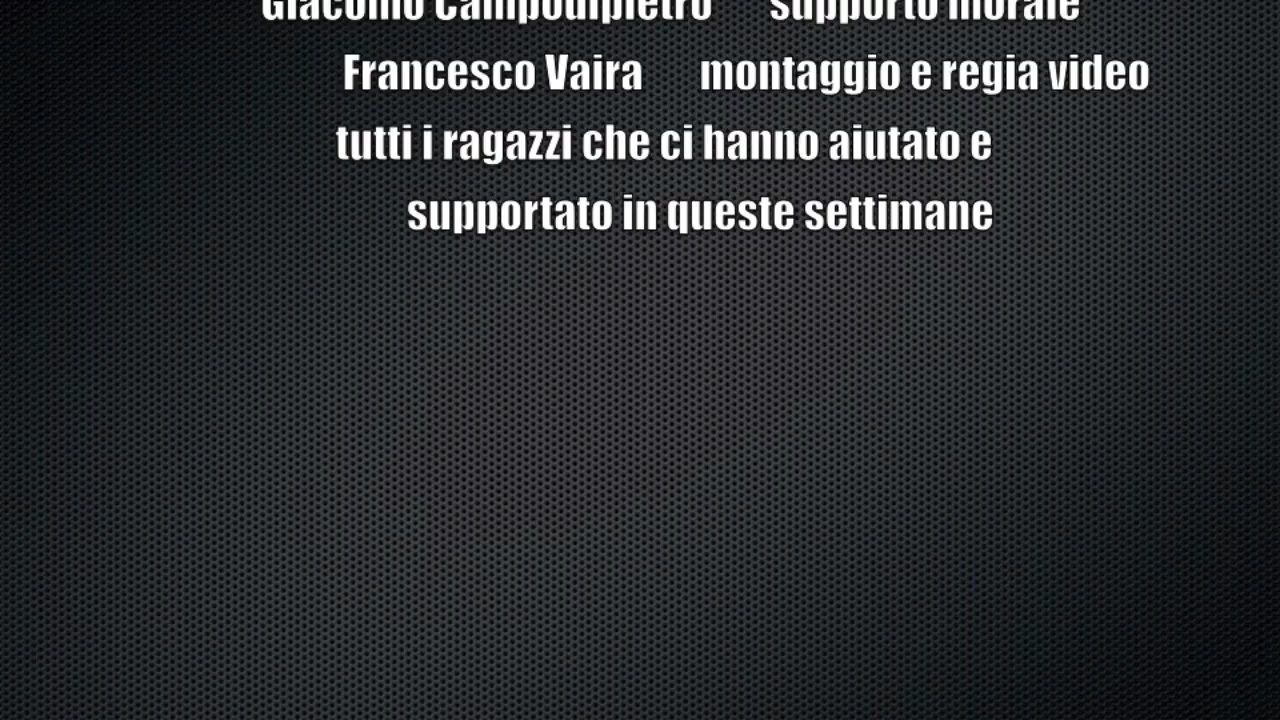 Giacomo Campodipietro supporto morale
Francesco Vaira montaggio e regia video
tutti i ragazzi che ci hanno aiutato e
supportato in queste settimane